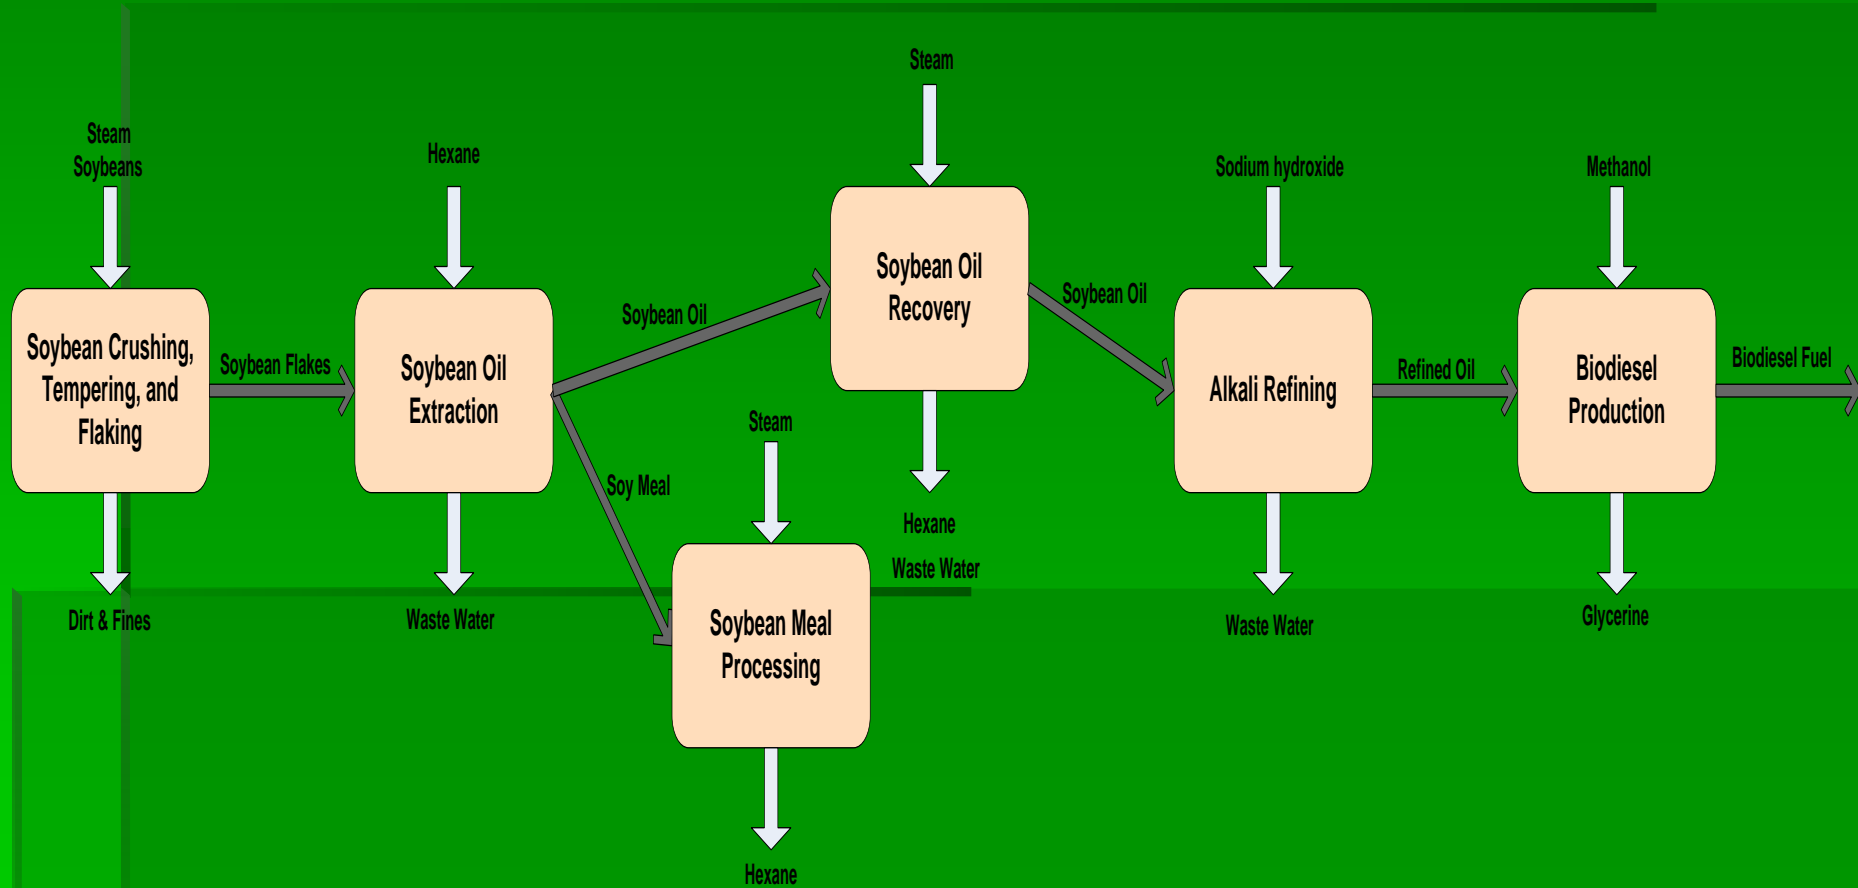 Steam
Steam
Soybeans
Hexane
Sodium hydroxide
Methanol
Soybean Oil
Recovery
Soybean Oil
Soybean Oil
Soybean Crushing,
Tempering, and
Flaking
Soybean Flakes
Soybean Oil
Extraction
Alkali Refining
Refined Oil
Biodiesel
Production
Biodiesel Fuel
Steam
Soy Meal
Hexane
Waste Water
Dirt & Fines
Waste Water
Soybean Meal
Processing
Waste Water
Glycerine
Hexane